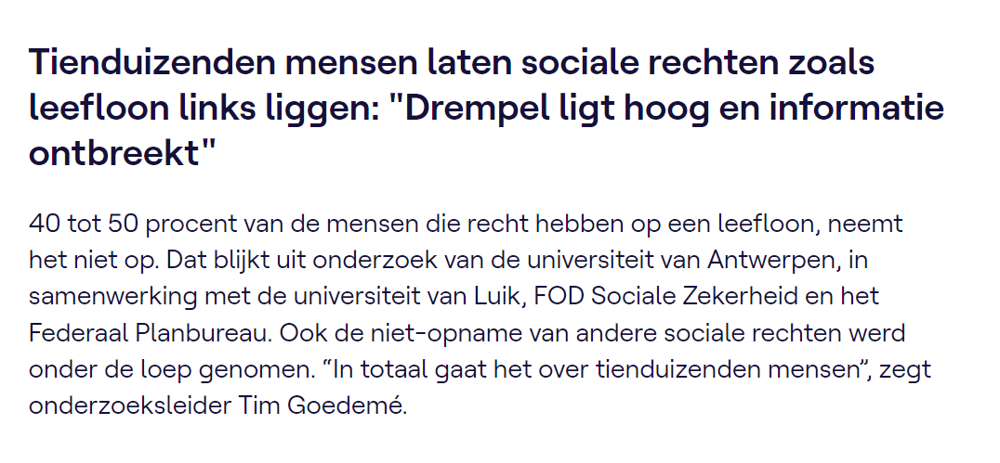 Tienduizenden mensen laten sociale rechten zoals
leefloon links liggen: "Drempel ligt hoog en informatie
ontbreekt"
40 tot 50 procent van de mensen die recht hebben op een leefloon, neemt
het niet op. Dat blijkt uit onderzoek van de universiteit van Antwerpen, in
samenwerking met de universiteit van Luik, FOD Sociale Zekerheid en het
Federaal Planbureau. Ook de niet-opname van andere sociale rechten werd
onder de loep genomen. “In totaal gaat het over tienduizenden mensen”, zegt
onderzoeksleider Tim Goedemé.